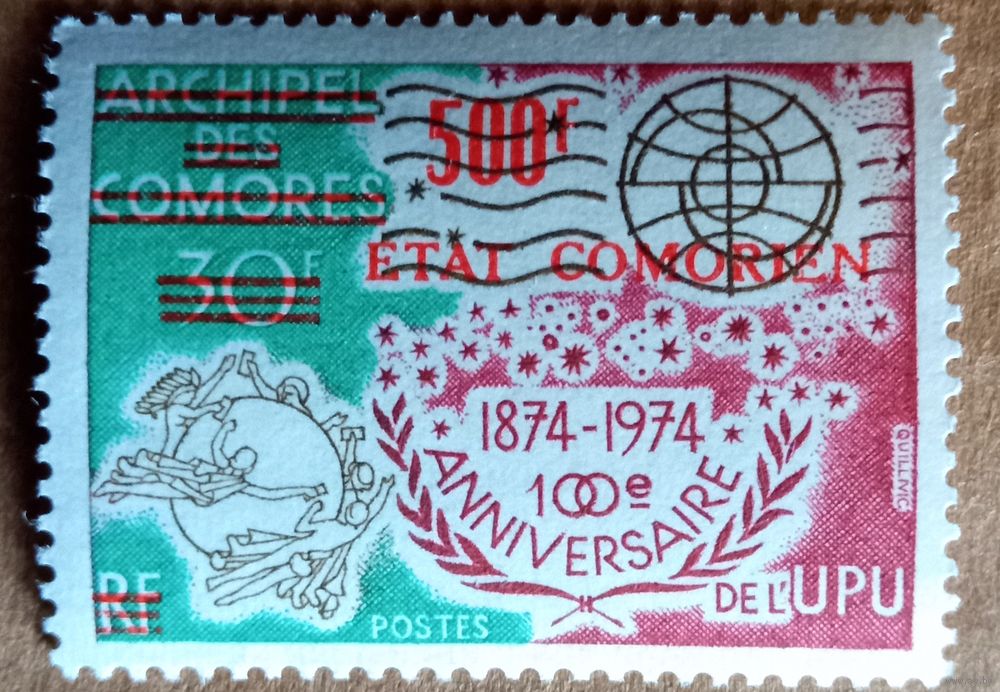 ARCHIPEL
DES
COMORES
500F
ETAT COMORIEN
30F
1874-1974
100e
ANNIVERSAIRE
DE L'UPU
QUILLIVIC
RF
POSTES